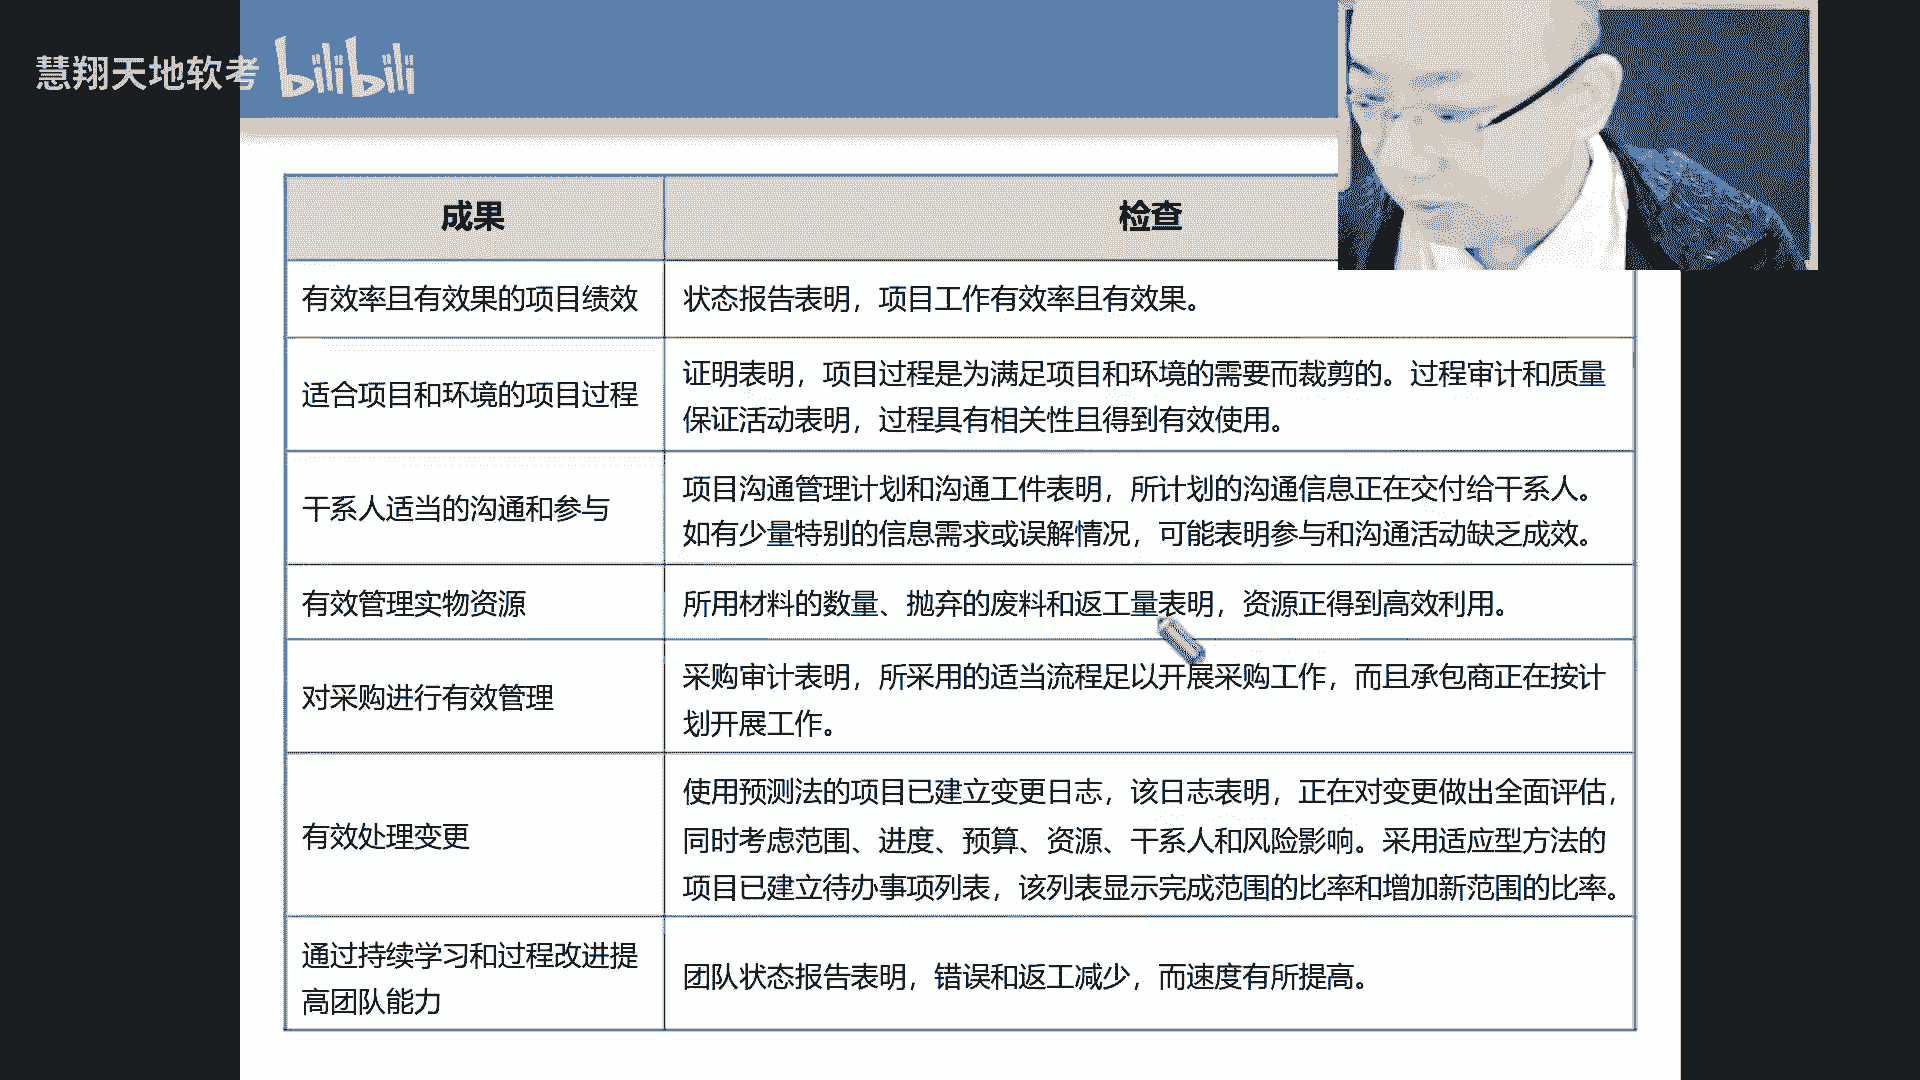 慧翔天地软考 bilibili
成果
检查
有效率且有效果的项目绩效
状态报告表明，项目工作有效率且有效果。
适合项目和环境的项目过程
证明表明，项目过程是为满足项目和环境的需要而裁剪的。过程审计和质量
保证活动表明，过程具有相关性且得到有效使用。
干系人适当的沟通和参与
项目沟通管理计划和沟通工件表明，所计划的沟通信息正在交付给干系人。
如有少量特别的信息需求或误解情况，可能表明参与和沟通活动缺乏成效。
有效管理实物资源
所用材料的数量、抛弃的废料和返工量表明，资源正得到高效利用。
对采购进行有效管理
采购审计表明，所采用的适当流程足以开展采购工作，而且承包商正在按计
划开展工作。
有效处理变更
使用预测法的项目已建立变更日志，该日志表明，正在对变更做出全面评估，
同时考虑范围、进度、预算、资源、干系人和风险影响。采用适应型方法的
项目已建立待办事项列表，该列表显示完成范围的比率和增加新范围的比率。
通过持续学习和过程改进提
高团队能力
团队状态报告表明，错误和返工减少，而速度有所提高。